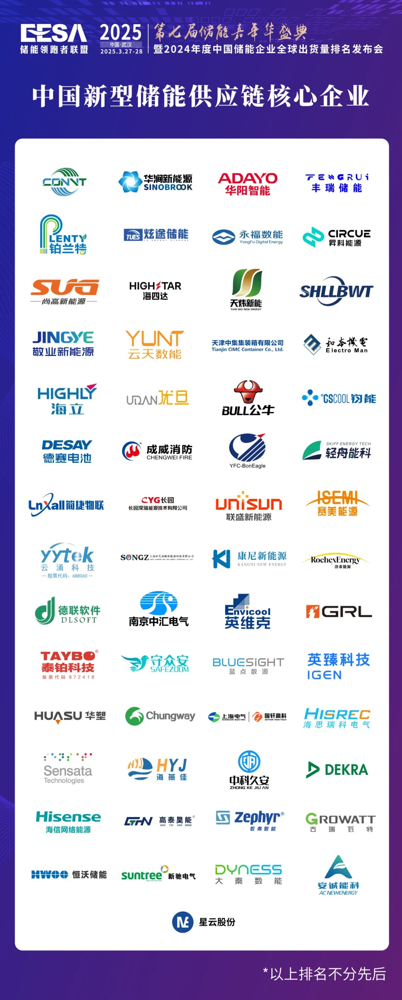 EESA
储能领跑者联盟
2025
中国·武汉
2025.3.27-28
第七届储能嘉年华盛典
暨2024年度中国储能企业全球出货量排名发布会
中国新型储能供应链核心企业
CONVT
华润新能源
SINOBROOK
ADAYO
华阳智能
TENGRUi
丰瑞储能
PLENTY
铂兰特
TUES 炫途储能
TU ENERGY STORAGE
永福数能
YongFu Digital Energy
CIRCUE
昇科能源
SUG
尚高新能源
HIGHSTAR
海四达
天炜新能
TIAN WEI NEW ENERGY
SHLLBWT
JINGYE
敬业新能源
YUNT
云天数能
天津中集集装箱有限公司
Tianjin CIMC Container Co., Ltd.
和本機電
Electro Man
HIGHLY
海立
UDAN优旦
BULL公牛
℃SCOOL 钧能
DESAY
德赛电池
成威消防
CHENGWEI FIRE
YFC-BonEagle
SKIFF ENERGY TECH
轻舟能科
LnXall简捷物联
CYG长园
长园深瑞能源技术有限公司
UNISUN
联盛新能源
ISEMI
赛美能源
yytek
云涌科技
股票代码：688060
SONGZ
康尼新能源
KANGNI NEW ENERGY
RochexEnergy
洛希能源
德联软件
DLSOFT
南京中汇电气
Envicool
英维克
GRL
TAYBO®
泰铂科技
股票代码 872418
守众安
SAFEZOOM
BLUESiGHT
蓝点数源
英臻科技
IGEN
HUASU 华塑
Chungway
上海电气
SHANGHAI ELECTRIC
国轩高科
GOTION HIGH-TECH
HISREC
海思瑞科电气
Sensata
Technologies
HYJ HYJ
海燕佳
中科久安
ZHONG KE JIU AN
DEKRA
Hisense
海信网络能源
GTHN 高泰昊能®
GAO TAI HAO NENG
Zephyr®
哲弗智能
GROWATT
古瑞瓦特
HWOO 恒沃储能
suntree 新驰电气
DYNESS
大秦数能
安诚能科
AC NEWENERGY
星云股份
*以上排名不分先后